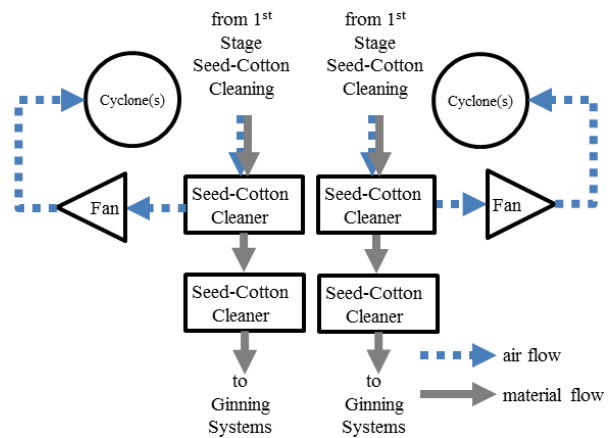 from 1st
Stage
Seed-Cotton
Cleaning
from 1st
Stage
Seed-Cotton
Cleaning
Cyclone(s)
Cyclone(s)
Fan
Seed-Cotton
Cleaner
Seed-Cotton
Cleaner
Fan
Seed-Cotton
Cleaner
Seed-Cotton
Cleaner
to
Ginning
Systems
to
Ginning
Systems
air flow
material flow